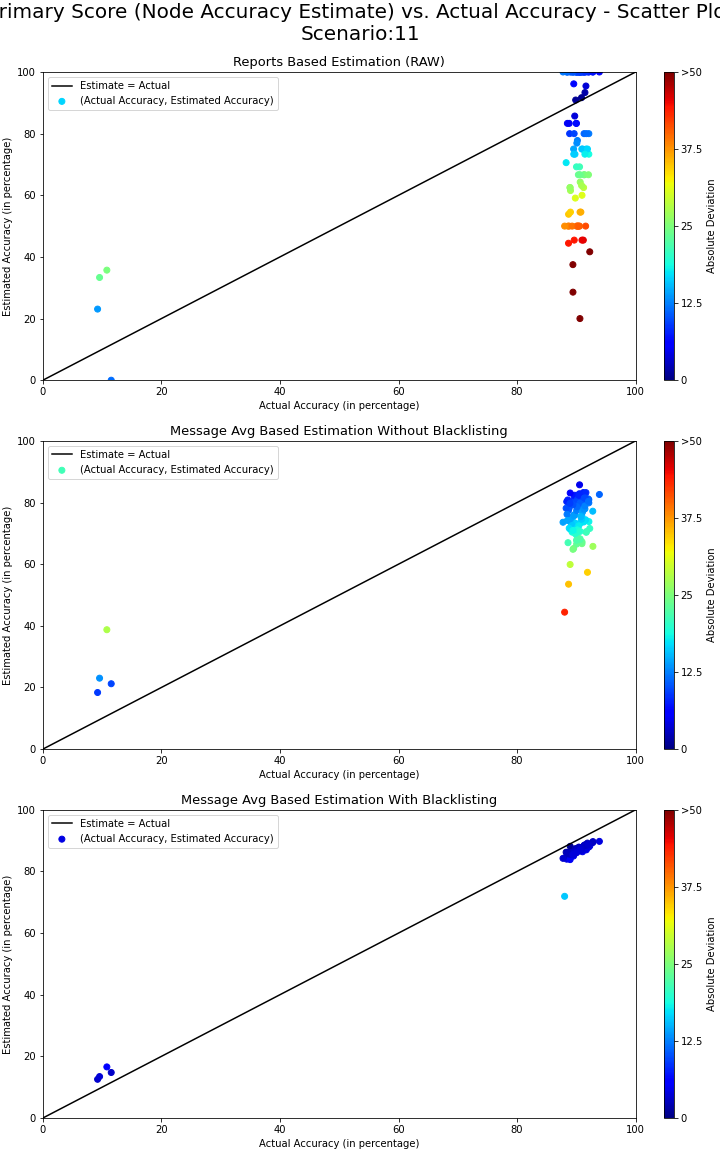 rimary Score (Node Accuracy Estimate) vs. Actual Accuracy - Scatter Plo
Scenario:11
Reports Based Estimation (RAW)
Estimate = Actual
(Actual Accuracy, Estimated Accuracy)
Estimated Accuracy (in percentage)
100
80
60
40
20
0
0 20 40 60 80 100
Actual Accuracy (in percentage)
>50
37.5
25
12.5
0
Absolute Deviation
Message Avg Based Estimation Without Blacklisting
Estimate = Actual
(Actual Accuracy, Estimated Accuracy)
Estimated Accuracy (in percentage)
100
80
60
40
20
0
0 20 40 60 80 100
Actual Accuracy (in percentage)
>50
37.5
25
12.5
0
Absolute Deviation
Message Avg Based Estimation With Blacklisting
Estimate = Actual
(Actual Accuracy, Estimated Accuracy)
Estimated Accuracy (in percentage)
100
80
60
40
20
0
0 20 40 60 80 100
Actual Accuracy (in percentage)
>50
37.5
25
12.5
0
Absolute Deviation